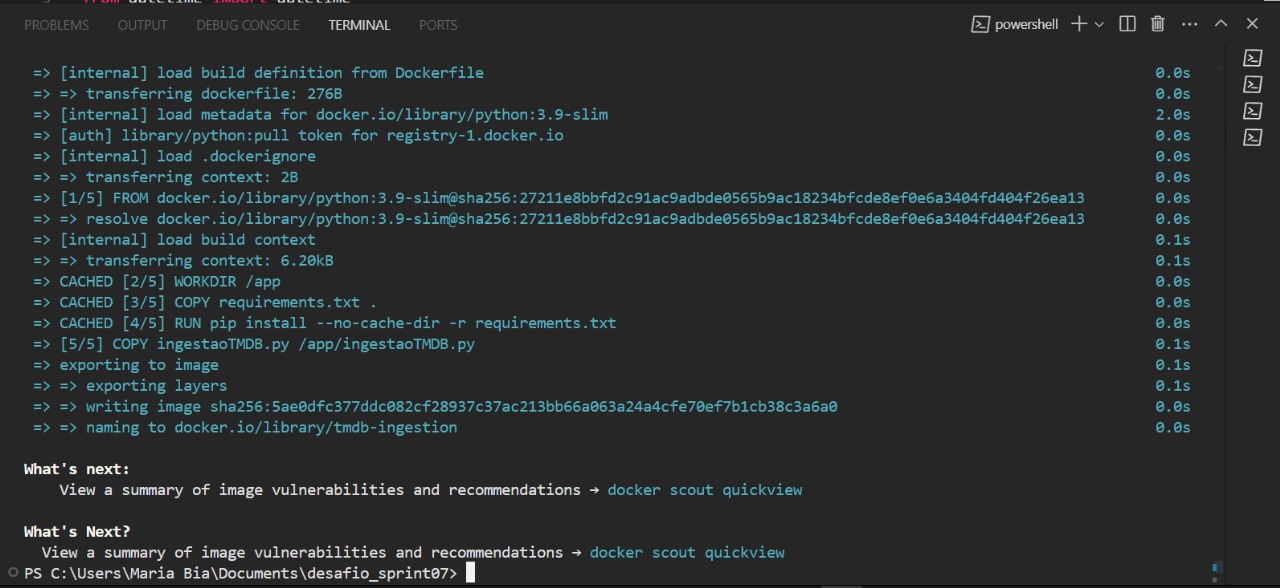 from datetime import datetime
PROBLEMS OUTPUT DEBUG CONSOLE TERMINAL PORTS powershell
=> [internal] load build definition from Dockerfile 0.0s
=> => transferring dockerfile: 276B 0.0s
=> [internal] load metadata for docker.io/library/python:3.9-slim 2.0s
=> [auth] library/python:pull token for registry-1.docker.io 0.0s
=> [internal] load .dockerignore 0.0s
=> => transferring context: 2B 0.0s
=> [1/5] FROM docker.io/library/python:3.9-slim@sha256:27211e8bbfd2c91ac9adbde0565b9ac18234bfcde8ef0e6a3404fd404f26ea13 0.0s
=> => resolve docker.io/library/python:3.9-slim@sha256:27211e8bbfd2c91ac9adbde0565b9ac18234bfcde8ef0e6a3404fd404f26ea13 0.0s
=> [internal] load build context 0.1s
=> => transferring context: 6.20kB 0.1s
=> CACHED [2/5] WORKDIR /app 0.0s
=> CACHED [3/5] COPY requirements.txt . 0.0s
=> CACHED [4/5] RUN pip install --no-cache-dir -r requirements.txt 0.0s
=> [5/5] COPY ingestaoTMDB.py /app/ingestaoTMDB.py 0.1s
=> exporting to image 0.1s
=> => exporting layers 0.1s
=> => writing image sha256:5ae0dfc377ddc082cf28937c37ac213bb66a063a24a4cfe70ef7b1cb38c3a6a0 0.0s
=> => naming to docker.io/library/tmdb-ingestion 0.0s
What's next:
View a summary of image vulnerabilities and recommendations → docker scout quickview
What's Next?
View a summary of image vulnerabilities and recommendations → docker scout quickview
PS C:\Users\Maria Bia\Documents\desafio_sprint07>